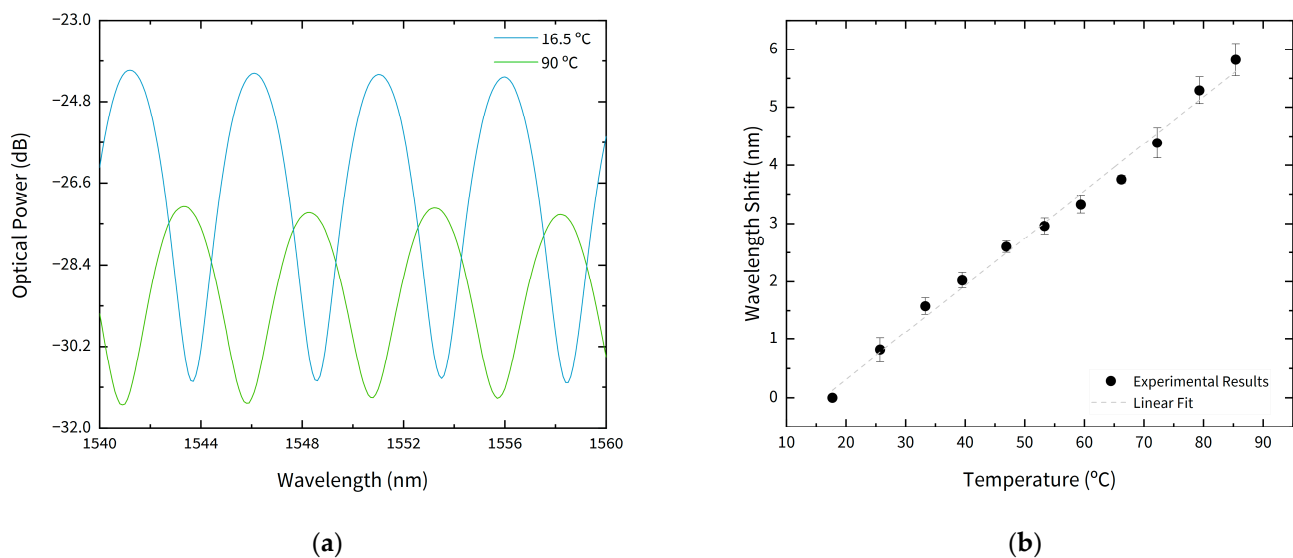 −23.0
−24.8
−26.6
−28.4
−30.2
−32.0
Optical Power (dB)
16.5 ºC
90 ºC
1540 1544 1548 1552 1556 1560
Wavelength (nm)
(a)
6
5
4
3
2
1
0
Wavelength Shift (nm)
Experimental Results
Linear Fit
10 20 30 40 50 60 70 80 90
Temperature (ºC)
(b)